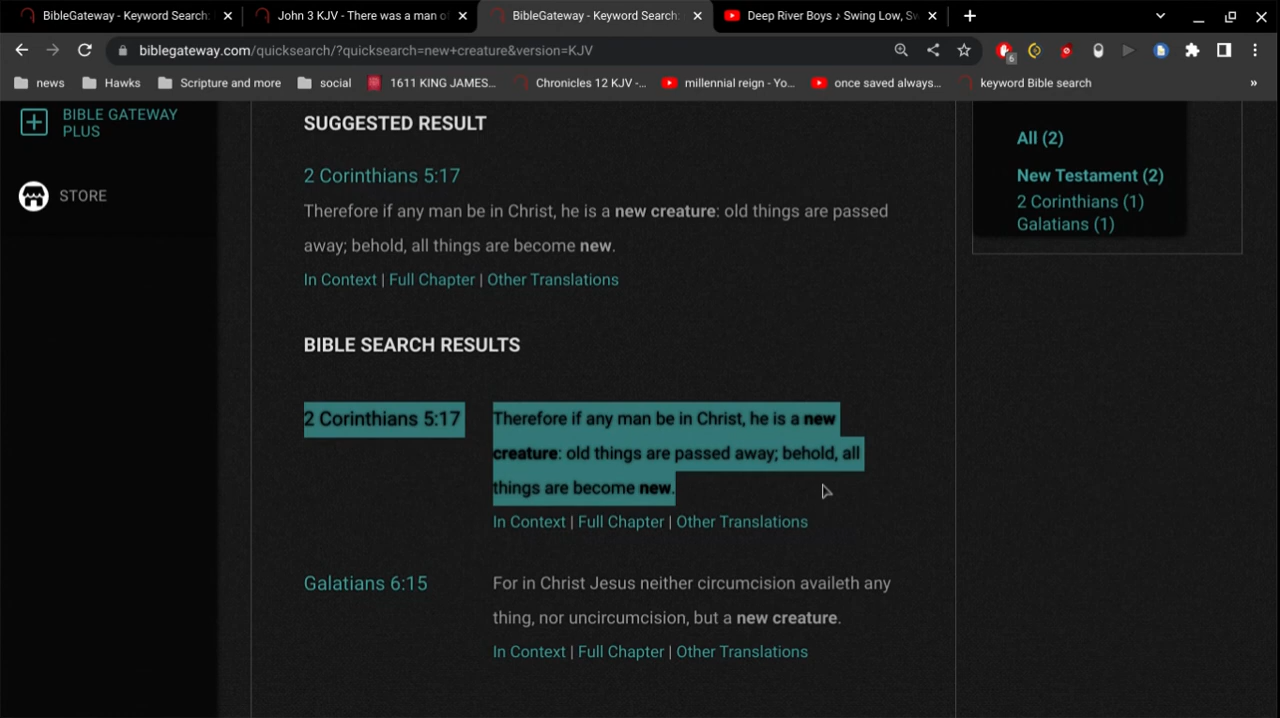 BibleGateway - Keyword Search:
John 3 KJV - There was a man of
BibleGateway - Keyword Search:
Deep River Boys ♪ Swing Low, Sw
biblegateway.com/quicksearch/?quicksearch=new+creature&version=KJV
6
news
Hawks
Scripture and more
social
1611 KING JAMES...
Chronicles 12 KJV -...
millennial reign - Yo...
once saved always...
keyword Bible search
»
BIBLE GATEWAY
PLUS
STORE
SUGGESTED RESULT
2 Corinthians 5:17
Therefore if any man be in Christ, he is a new creature: old things are passed
away; behold, all things are become new.
In Context | Full Chapter | Other Translations
BIBLE SEARCH RESULTS
2 Corinthians 5:17
Therefore if any man be in Christ, he is a new
creature: old things are passed away; behold, all
things are become new.
In Context | Full Chapter | Other Translations
Galatians 6:15
For in Christ Jesus neither circumcision availeth any
thing, nor uncircumcision, but a new creature.
In Context | Full Chapter | Other Translations
All (2)
New Testament (2)
2 Corinthians (1)
Galatians (1)